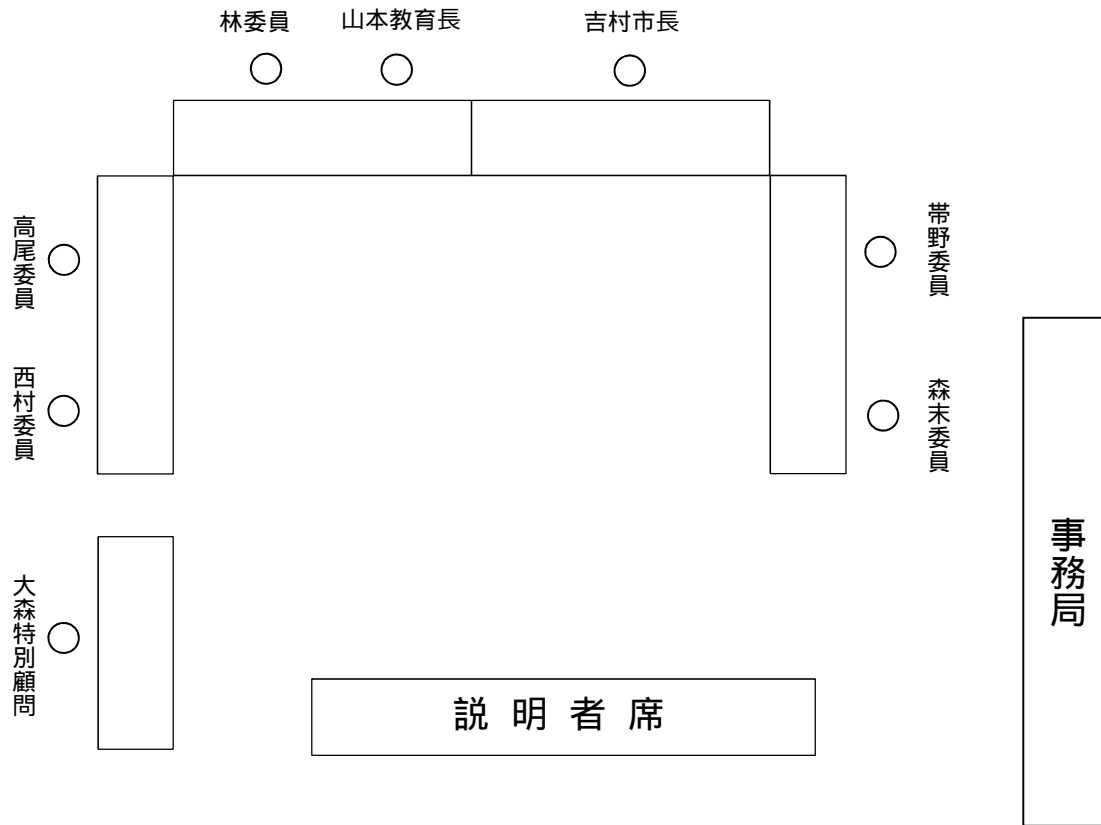 林委員
山本教育長
吉村市長
高尾委員
西村委員
大森特別顧問
帯野委員
森末委員
事務局
説明者席